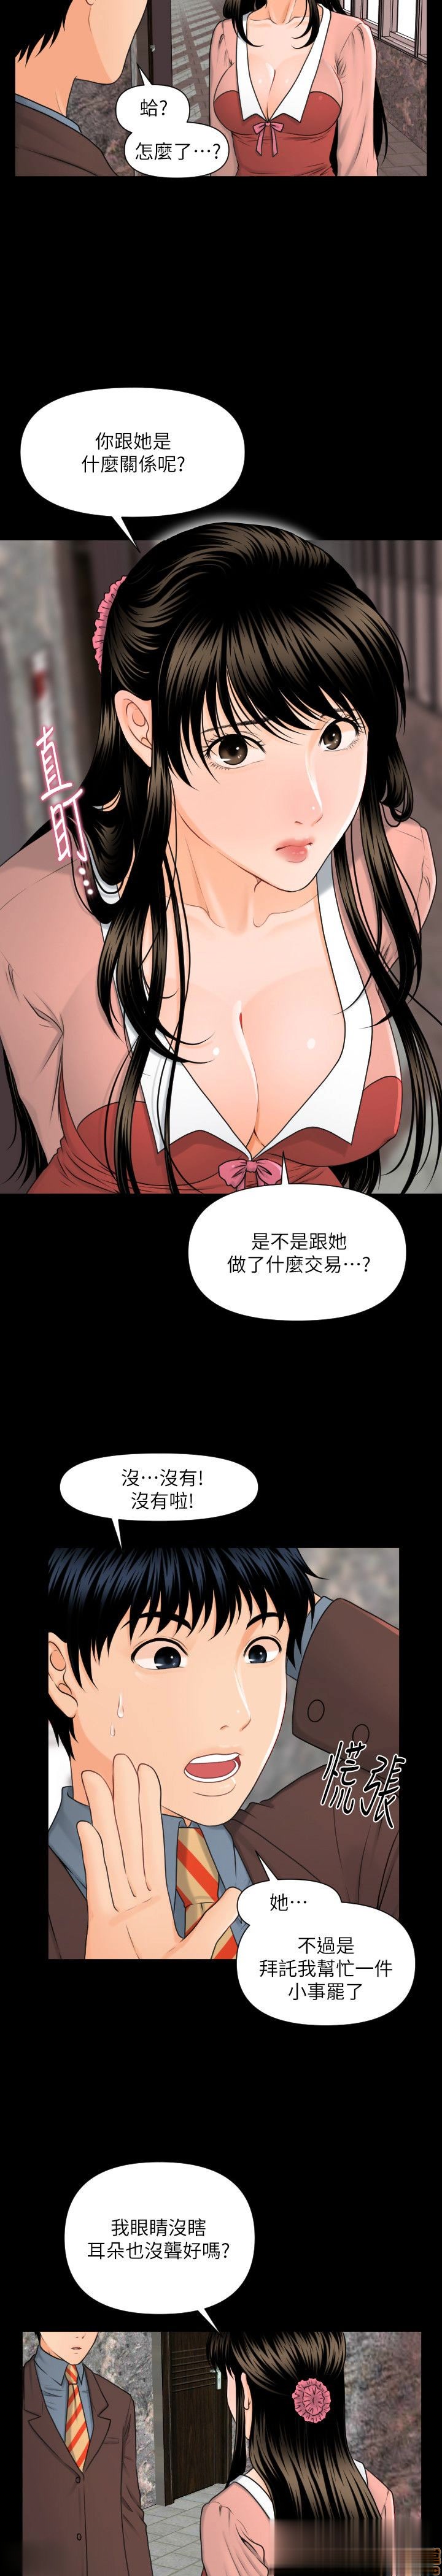 蛤?
怎麼了…?
你跟她是
什麼關係呢?
直盯…
是不是跟她
做了什麼交易…?
沒…沒有!
沒有啦!
慌張
她…
不過是
拜託我幫忙一件
小事罷了
我眼睛沒瞎
耳朵也沒聾好嗎?